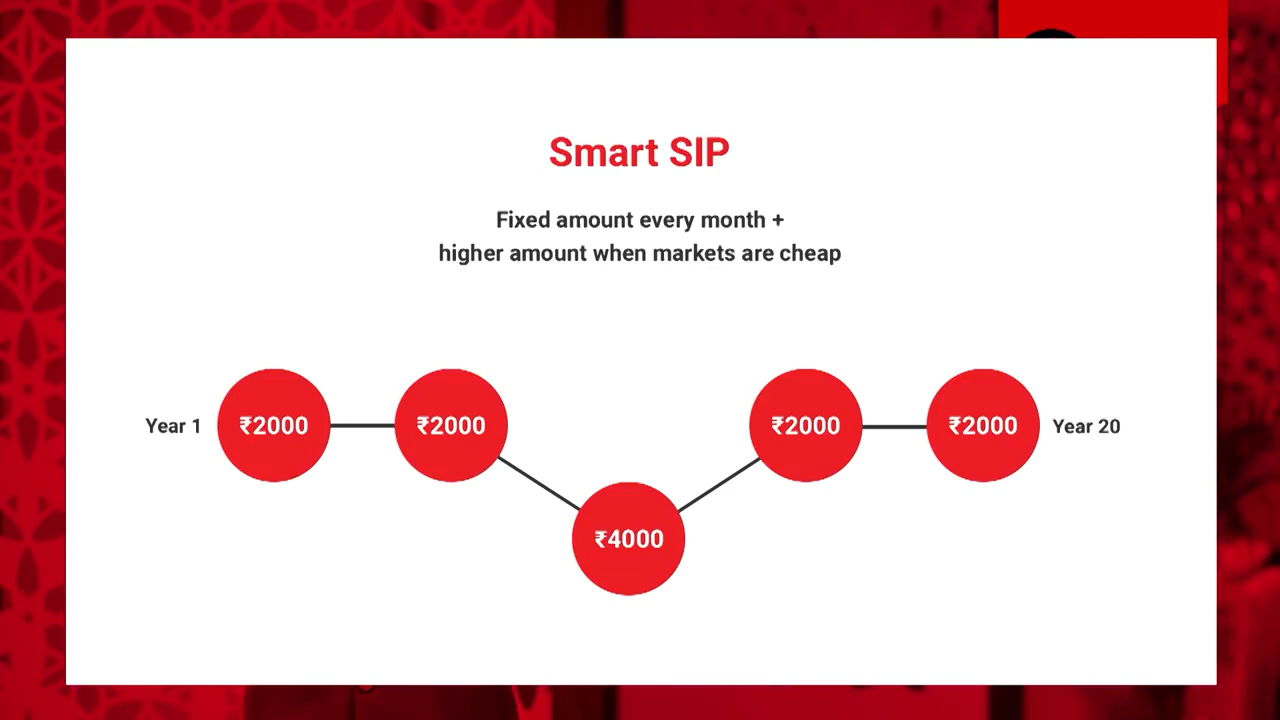 Smart SIP
Fixed amount every month +
higher amount when markets are cheap
Year 1 ₹2000 ₹2000 ₹2000 ₹2000 Year 20
₹4000